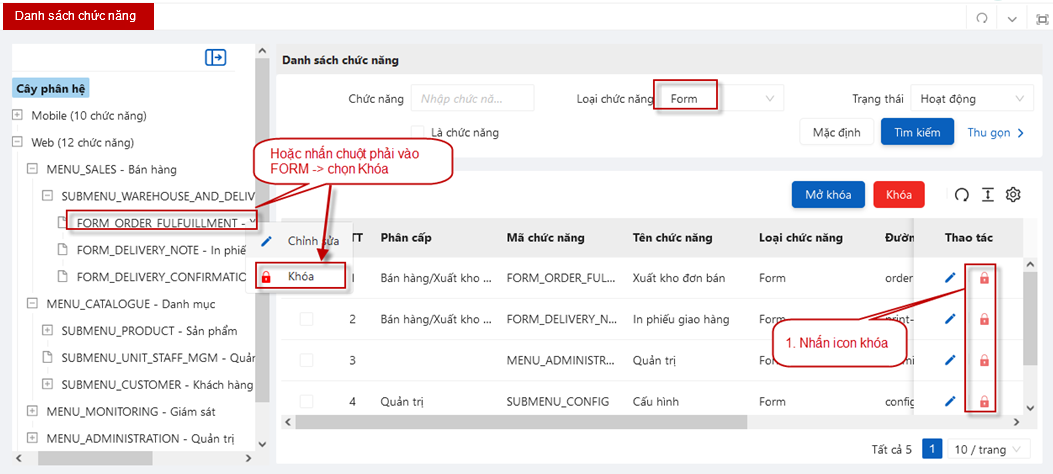 Danh sách chức năng
Cây phân hệ
Mobile (10 chức năng)
Web (12 chức năng)
MENU_SALES - Bán hàng
SUBMENU_WAREHOUSE_AND_DELIV
FORM_ORDER_FULFUILLMENT -
FORM_DELIVERY_NOTE - In phiế
FORM_DELIVERY_CONFIRMATIO
MENU_CATALOGUE - Danh mục
SUBMENU_PRODUCT - Sản phẩm
SUBMENU_UNIT_STAFF_MGM - Quản
SUBMENU_CUSTOMER - Khách hàng
MENU_MONITORING - Giám sát
MENU_ADMINISTRATION - Quản trị
Hoặc nhấn chuột phải vào
FORM -> chọn Khóa
Chỉnh sửa
Khóa
Danh sách chức năng
Chức năng Nhập chức nă... Loại chức năng Form Trạng thái Hoạt động
Là chức năng Mặc định Tìm kiếm Thu gọn
Mở khóa Khóa
TT Phân cấp Mã chức năng Tên chức năng Loại chức năng Đườn Thao tác
1 Bán hàng/Xuất kho ... FORM_ORDER_FUL... Xuất kho đơn bán Form order
2 Bán hàng/Xuất kho ... FORM_DELIVERY_N... In phiếu giao hàng Form print-
3 MENU_ADMINISTR... Quản trị
4 Quản trị SUBMENU_CONFIG Cấu hình Form config
1. Nhấn icon khóa
Tất cả 5 1 10 / trang